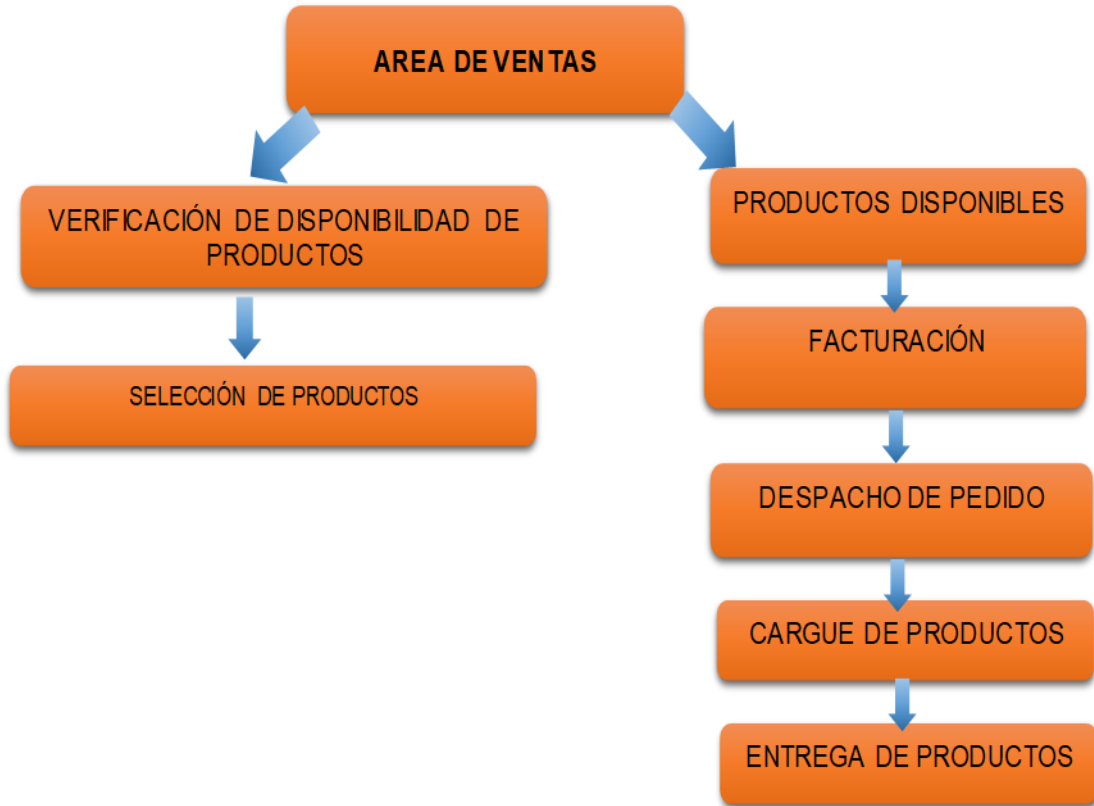 AREA DE VENTAS
VERIFICACIÓN DE DISPONIBILIDAD DE
PRODUCTOS
SELECCIÓN DE PRODUCTOS
PRODUCTOS DISPONIBLES
FACTURACIÓN
DESPACHO DE PEDIDO
CARGUE DE PRODUCTOS
ENTREGA DE PRODUCTOS